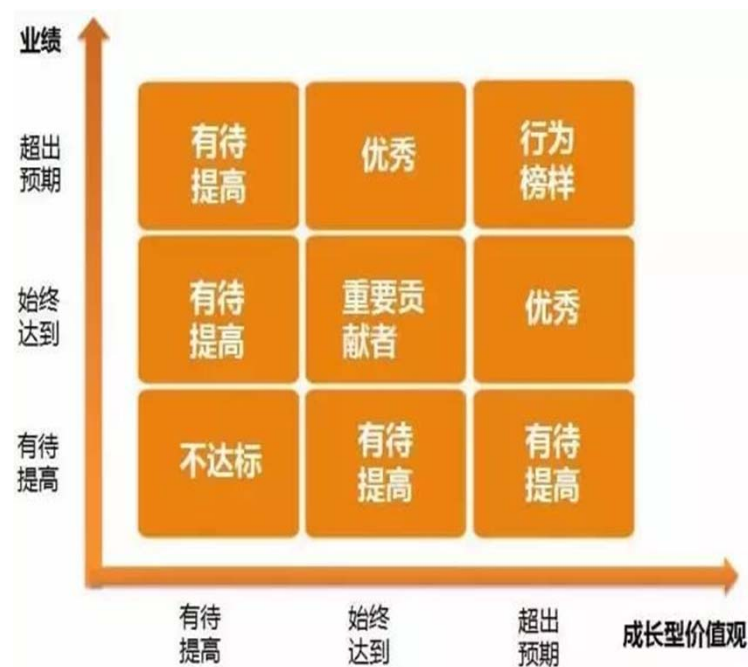 业绩
超出
预期
有待
提高
优秀
行为
榜样
始终
达到
有待
提高
重要贡
献者
优秀
有待
提高
不达标
有待
提高
有待
提高
有待
提高
始终
达到
超出
预期
成长型价值观